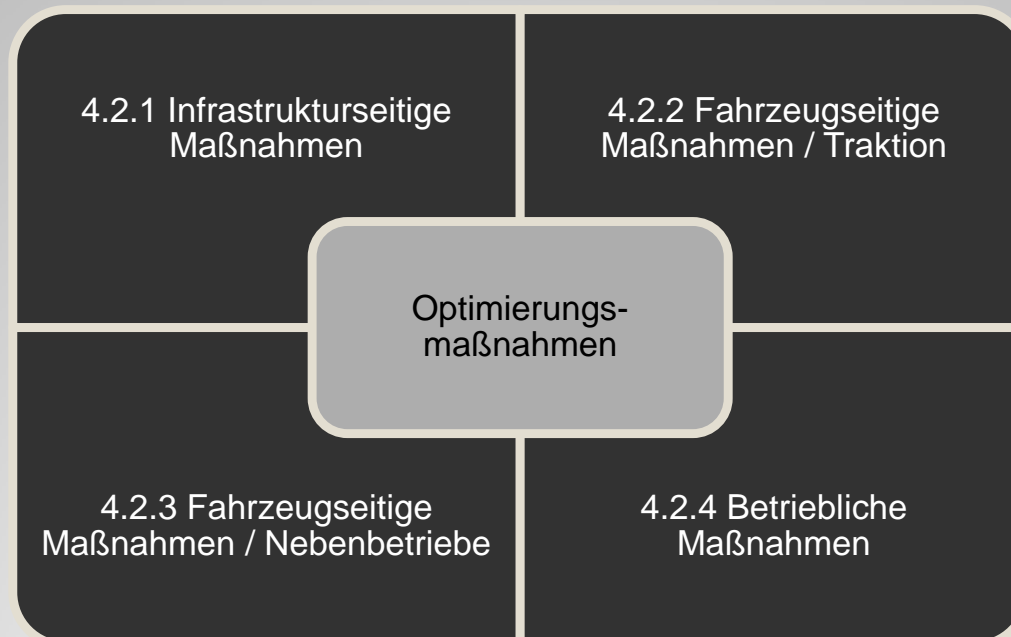 4.2.1 Infrastrukturseitige
Maßnahmen
4.2.2 Fahrzeugseitige
Maßnahmen / Traktion
Optimierungs-
maßnahmen
4.2.3 Fahrzeugseitige
Maßnahmen / Nebenbetriebe
4.2.4 Betriebliche
Maßnahmen